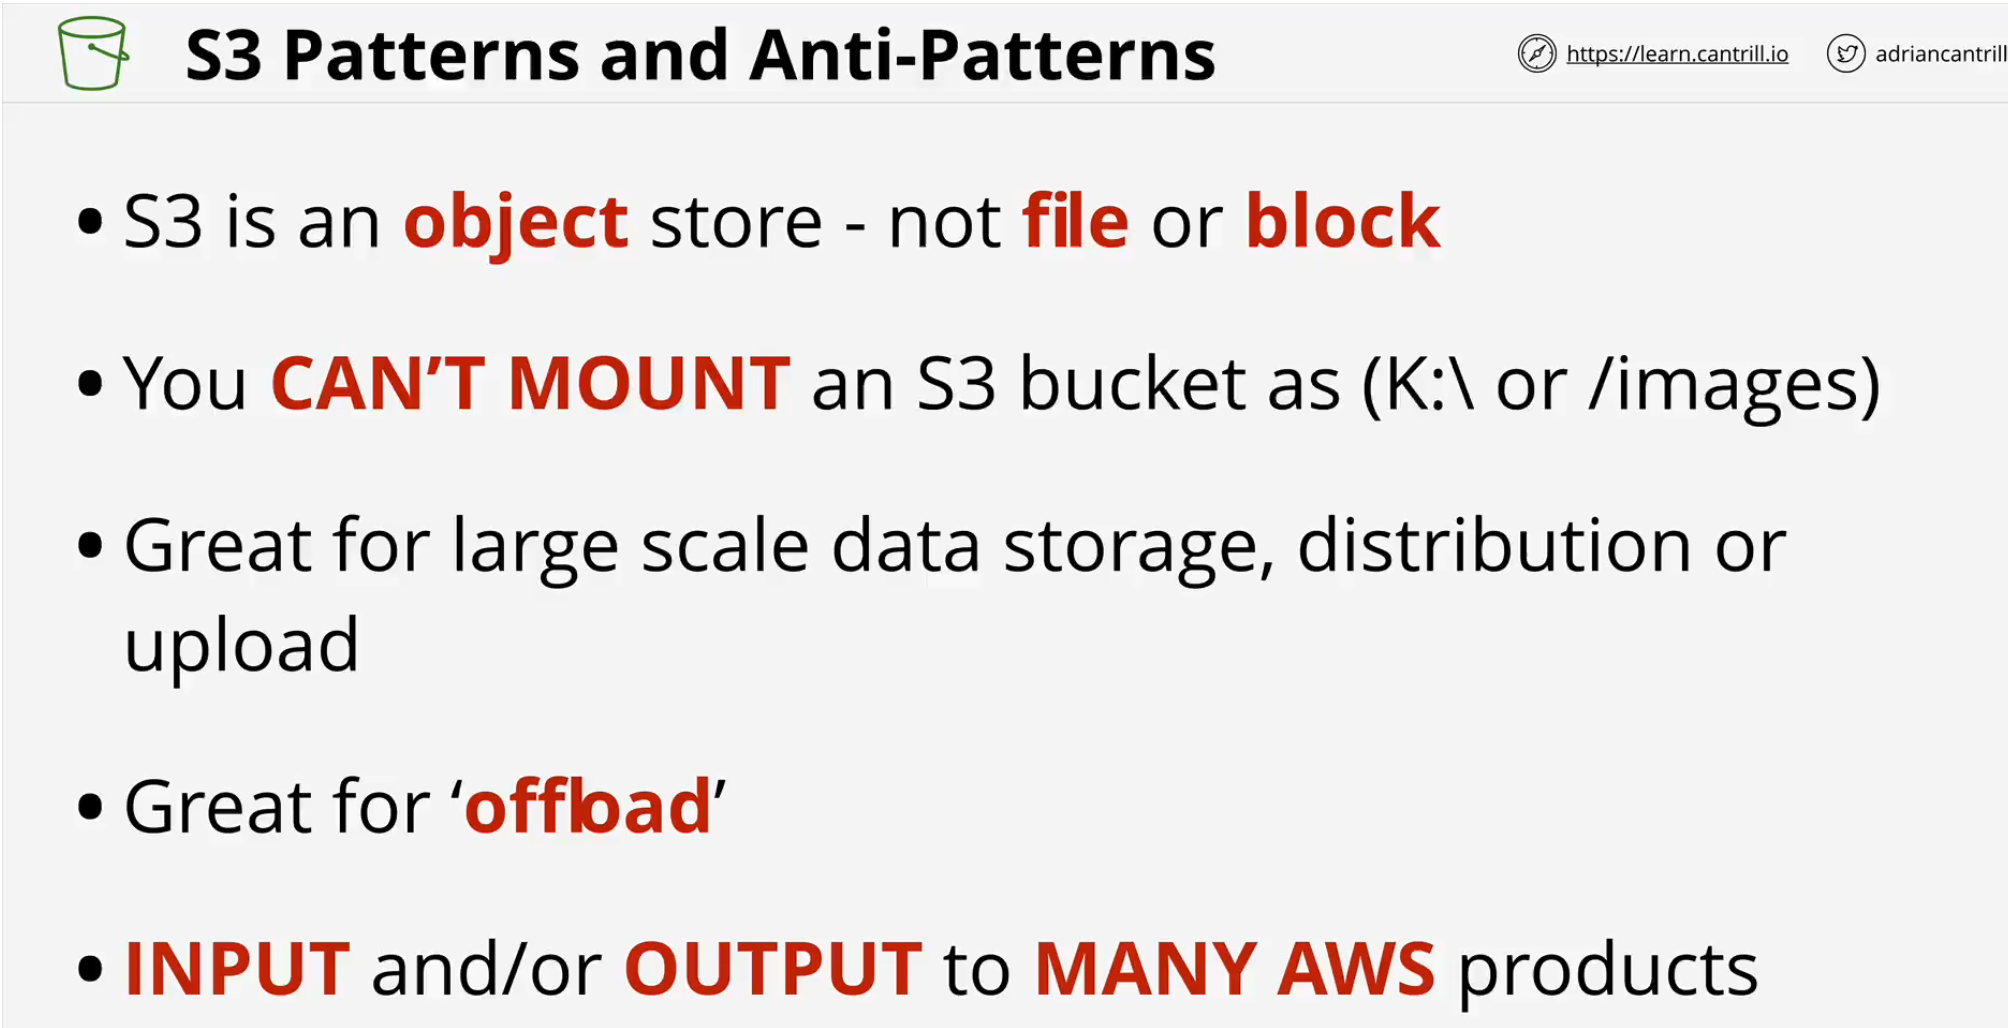 S3 Patterns and Anti-Patterns
https://learn.cantrill.io
adriancantrill
• S3 is an object store - not file or block
• You CAN’T MOUNT an S3 bucket as (K:\ or /images)
• Great for large scale data storage, distribution or
upload
• Great for ‘offload’
• INPUT and/or OUTPUT to MANY AWS products